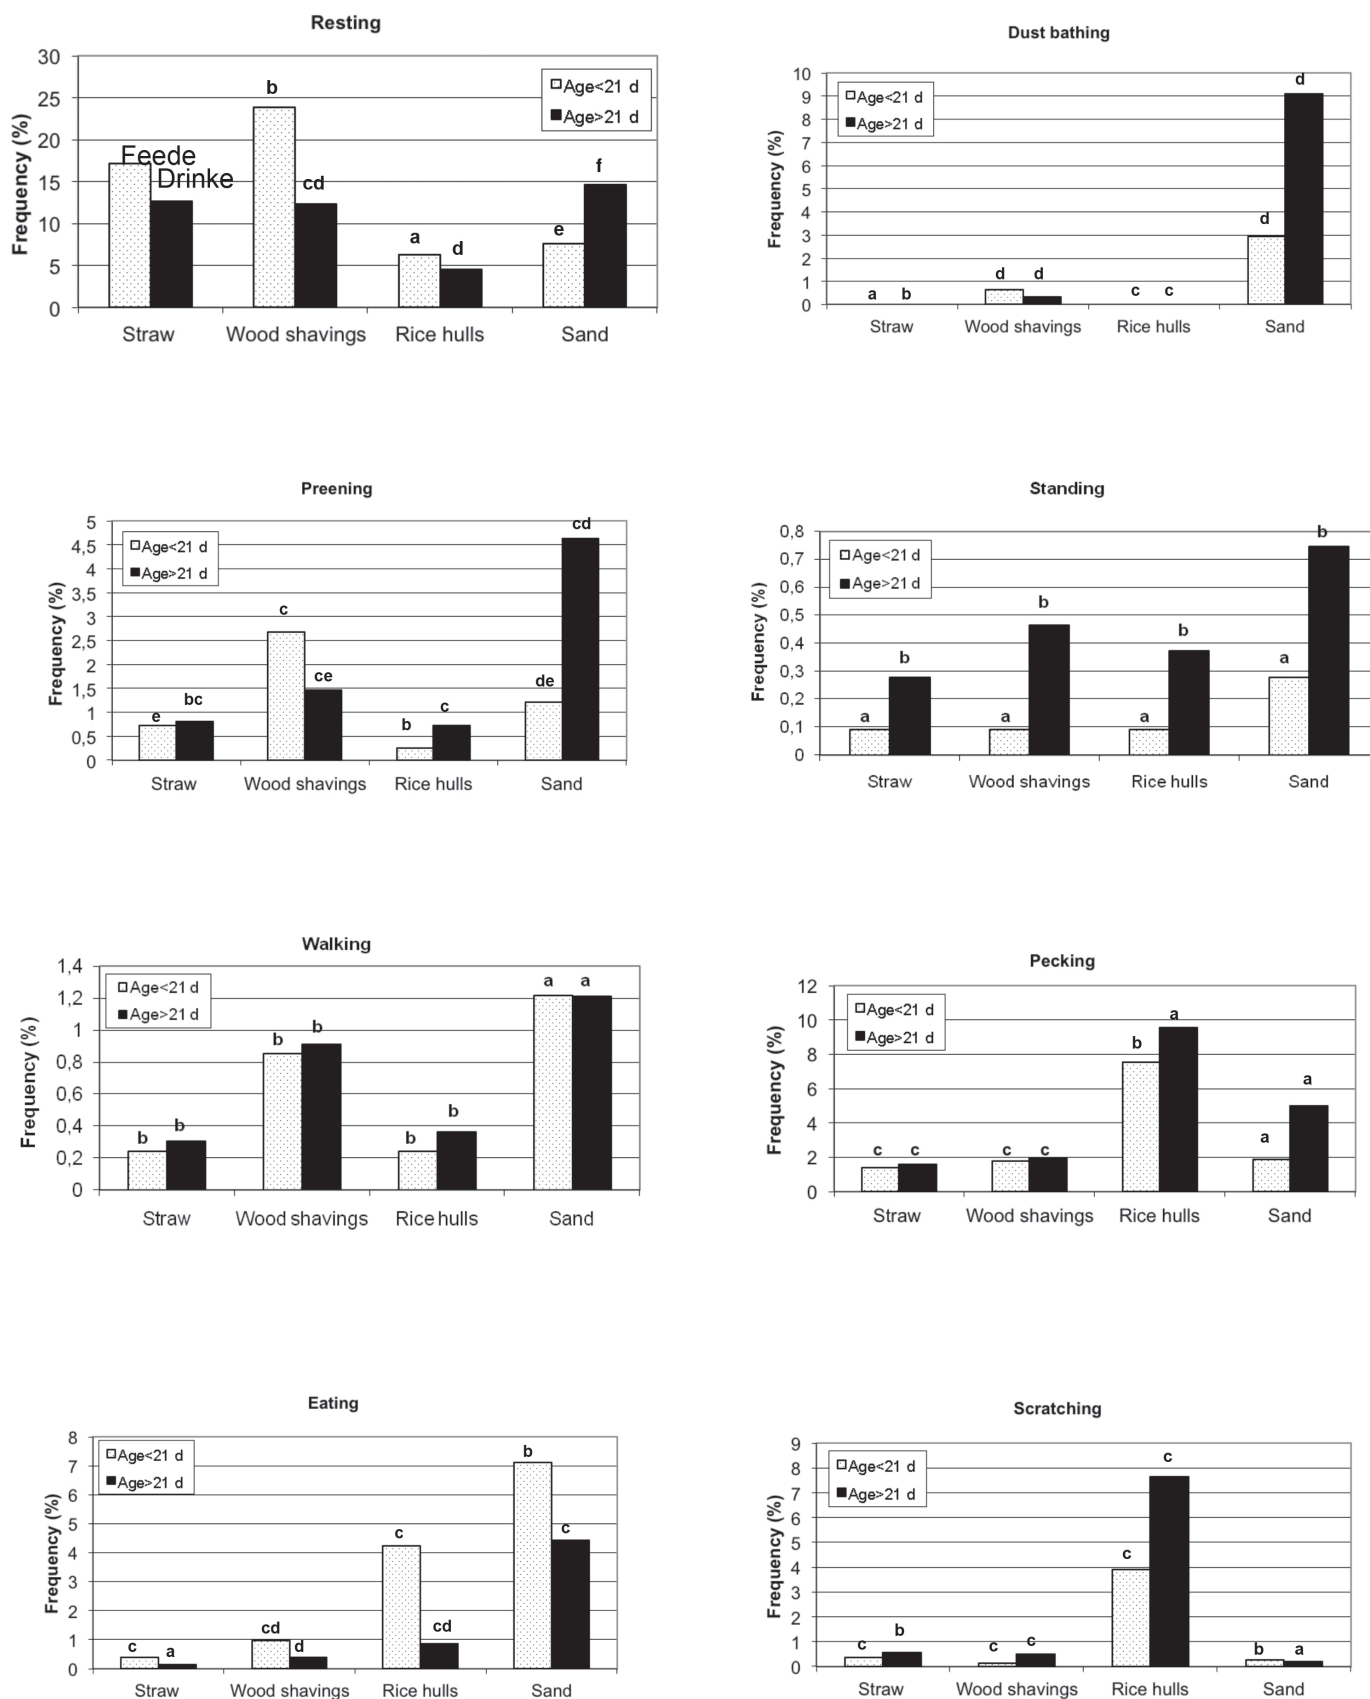 Resting
30
25
20
15
10
5
0
Frequency (%)
Age<21 d
Age>21 d
Feede
Drinke
b
cd
a
d
e
f
Straw Wood shavings Rice hulls Sand
Dust bathing
10
9
8
7
6
5
4
3
2
1
0
Frequency (%)
Age<21 d
Age>21 d
a b d d c c d d
Straw Wood shavings Rice hulls Sand
Preening
5
4,5
4
3,5
3
2,5
2
1,5
1
0,5
0
Frequency (%)
Age<21 d
Age>21 d
e bc c ce b c de cd
Straw Wood shavings Rice hulls Sand
Standing
0,8
0,7
0,6
0,5
0,4
0,3
0,2
0,1
0
Frequency (%)
Age<21 d
Age>21 d
a b a b a b a b
Straw Wood shavings Rice hulls Sand
Walking
1,4
1,2
1
0,8
0,6
0,4
0,2
0
Frequency (%)
Age<21 d
Age>21 d
b b b b b b a a
Straw Wood shavings Rice hulls Sand
Pecking
12
10
8
6
4
2
0
Frequency (%)
Age<21 d
Age>21 d
c c c c b a a a
Straw Wood shavings Rice hulls Sand
Eating
8
7
6
5
4
3
2
1
0
Frequency (%)
Age<21 d
Age>21 d
c a cd d c cd b c
Straw Wood shavings Rice hulls Sand
Scratching
9
8
7
6
5
4
3
2
1
0
Frequency (%)
Age<21 d
Age>21 d
c b c c c c b a
Straw Wood shavings Rice hulls Sand